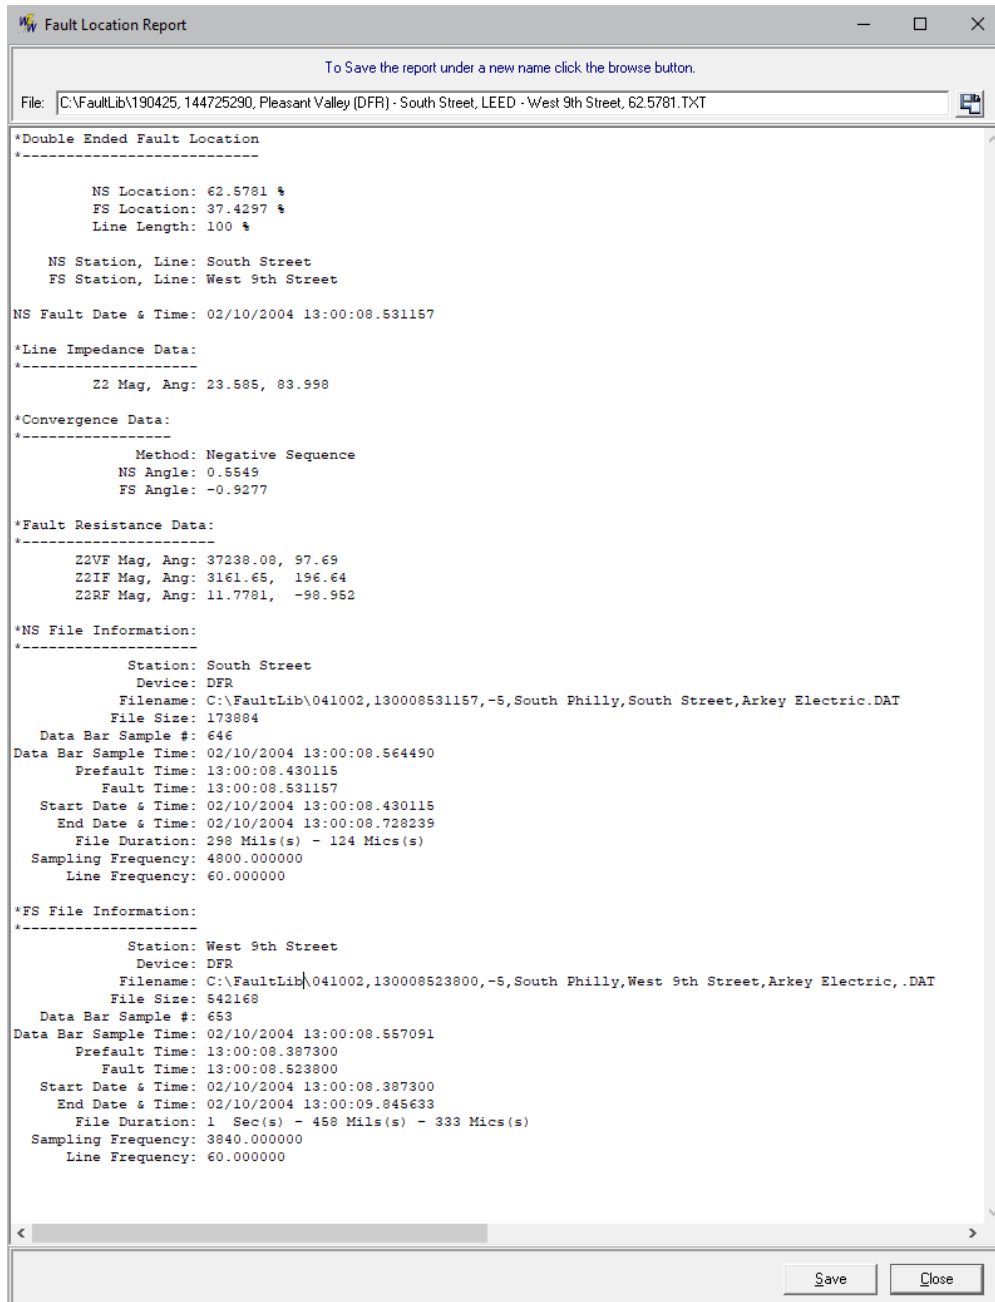 Fault Location Report
To Save the report under a new name click the browse button.
File: C:\FaultLib\190425, 144725290, Pleasant Valley (DFR) - South Street, LEED - West 9th Street, 62.5781.TXT
*Double Ended Fault Location
*---------------------------
NS Location: 62.5781 %
FS Location: 37.4297 %
Line Length: 100 %
NS Station, Line: South Street
FS Station, Line: West 9th Street
NS Fault Date & Time: 02/10/2004 13:00:08.531157
*Line Impedance Data:
*--------------------
Z2 Mag, Ang: 23.585, 83.998
*Convergence Data:
*-----------------
Method: Negative Sequence
NS Angle: 0.5549
FS Angle: -0.9277
*Fault Resistance Data:
*----------------------
Z2VF Mag, Ang: 37238.08, 97.69
Z2IF Mag, Ang: 3161.65,  196.64
Z2RF Mag, Ang: 11.7781,  -98.952
*NS File Information:
*--------------------
Station: South Street
Device: DFR
Filename: C:\FaultLib\041002,130008531157,-5,South Philly,South Street,Arkey Electric.DAT
File Size: 173884
Data Bar Sample #: 646
Data Bar Sample Time: 02/10/2004 13:00:08.564490
Prefault Time: 13:00:08.430115
Fault Time: 13:00:08.531157
Start Date & Time: 02/10/2004 13:00:08.430115
End Date & Time: 02/10/2004 13:00:08.728239
File Duration: 298 Mils(s) - 124 Mics(s)
Sampling Frequency: 4800.000000
Line Frequency: 60.000000
*FS File Information:
*--------------------
Station: West 9th Street
Device: DFR
Filename: C:\FaultLib\041002,130008523800,-5,South Philly,West 9th Street,Arkey Electric,.DAT
File Size: 542168
Data Bar Sample #: 653
Data Bar Sample Time: 02/10/2004 13:00:08.557091
Prefault Time: 13:00:08.387300
Fault Time: 13:00:08.523800
Start Date & Time: 02/10/2004 13:00:08.387300
End Date & Time: 02/10/2004 13:00:09.845633
File Duration: 1  Sec(s) - 458 Mils(s) - 333 Mics(s)
Sampling Frequency: 3840.000000
Line Frequency: 60.000000
Save
Close